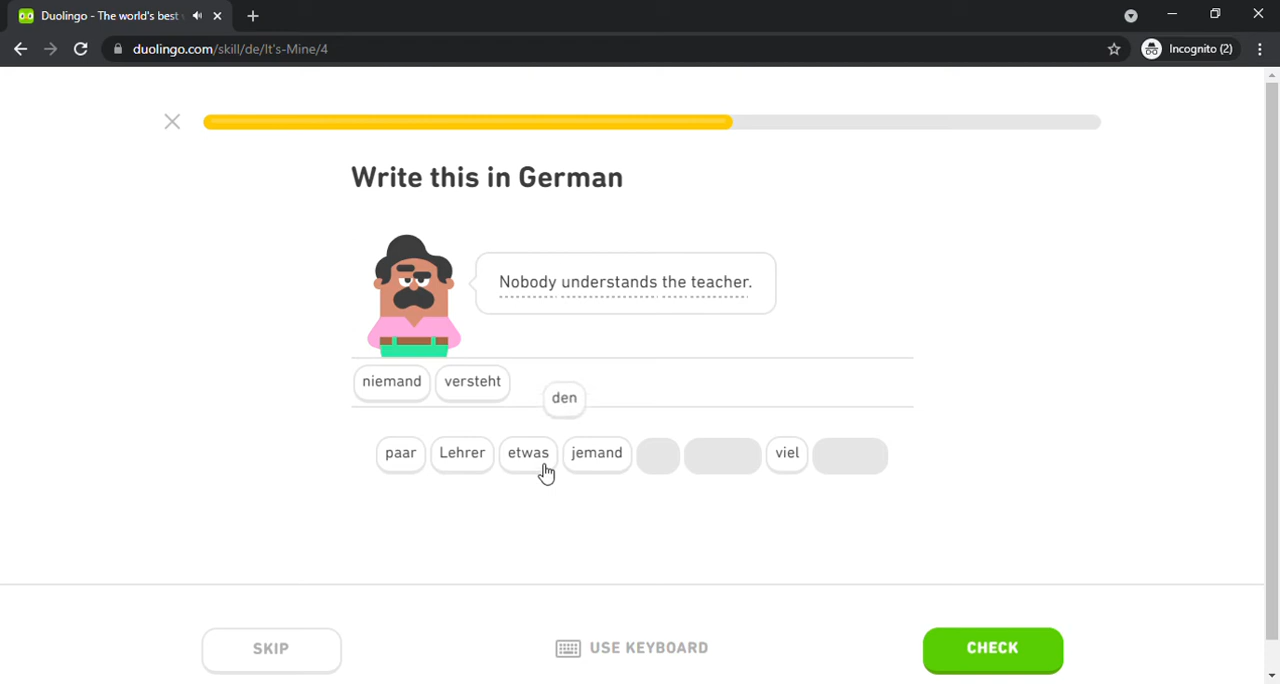 Duolingo - The world's best
duolingo.com/skill/de/It's-Mine/4
Incognito (2)
Write this in German
Nobody understands the teacher.
niemand versteht den
paar Lehrer etwas jemand viel
SKIP USE KEYBOARD CHECK